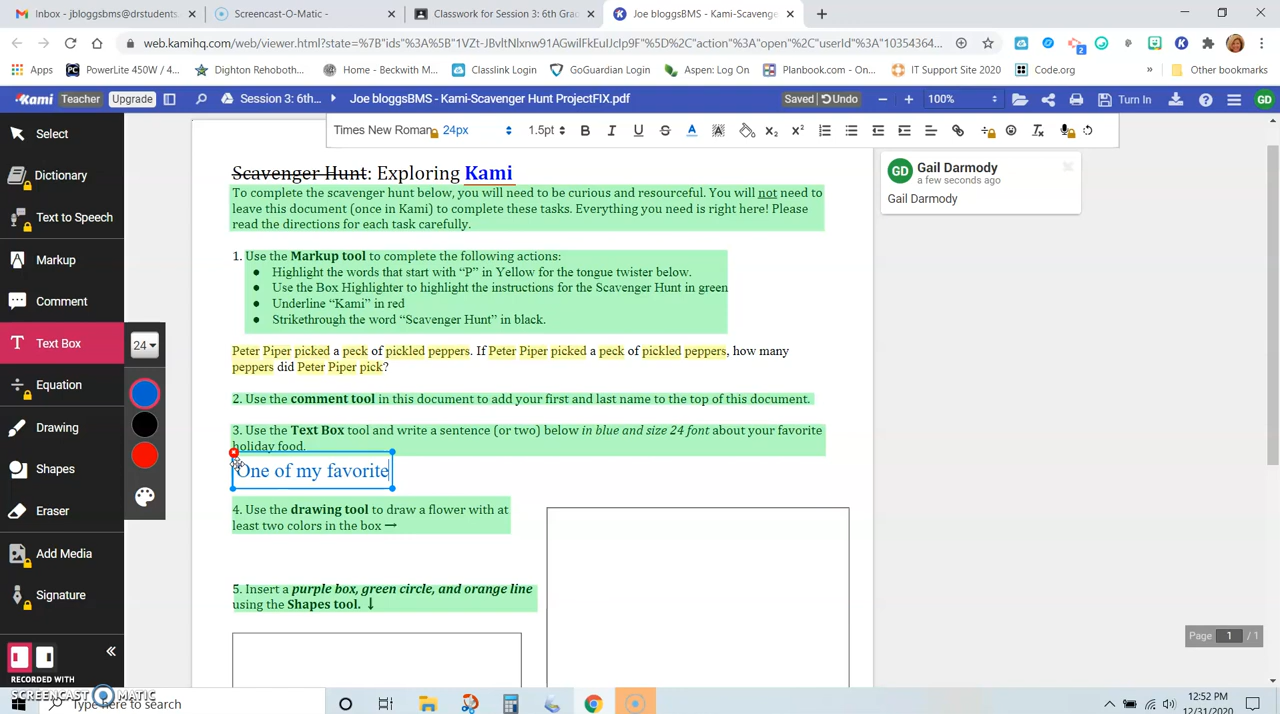 Inbox - jbloggsbms@drstudents.
Screencast-O-Matic -
Classwork for Session 3: 6th Grad
Joe bloggsBMS - Kami-Scavenge
web.kamihq.com/web/viewer.html?state=%7B"id"%3A%5B"1VZt-JBvltNlxnw91AGwilFkEuIJcIp9F"%5D%2C"action"%3A"open"%2C"userId"%3A"10354364...
Apps
PowerLite 450W / 4...
Dighton Rehoboth...
Home - Beckwith M...
Classlink Login
GoGuardian Login
Aspen: Log On
Planbook.com - On...
IT Support Site 2020
Code.org
»
Other bookmarks
Kami
Teacher
Upgrade
Session 3: 6th...
Joe bloggsBMS - Kami-Scavenger Hunt ProjectFIX.pdf
Saved
Undo
100%
Turn In
GD
Select
Dictionary
Text to Speech
Markup
Comment
Text Box
Equation
Drawing
Shapes
Eraser
Add Media
Signature
24
Times New Roman
24px
1.5pt
B I U S A
X₂ X²
Scavenger Hunt: Exploring Kami
To complete the scavenger hunt below, you will need to be curious and resourceful. You will not need to
leave this document (once in Kami) to complete these tasks. Everything you need is right here! Please
read the directions for each task carefully.
1. Use the Markup tool to complete the following actions:
● Highlight the words that start with “P” in Yellow for the tongue twister below.
● Use the Box Highlighter to highlight the instructions for the Scavenger Hunt in green
● Underline “Kami” in red
● Strikethrough the word “Scavenger Hunt” in black.
Peter Piper picked a peck of pickled peppers. If Peter Piper picked a peck of pickled peppers, how many
peppers did Peter Piper pick?
2. Use the comment tool in this document to add your first and last name to the top of this document.
3. Use the Text Box tool and write a sentence (or two) below in blue and size 24 font about your favorite
holiday food.
One of my favorite
4. Use the drawing tool to draw a flower with at
least two colors in the box →
5. Insert a purple box, green circle, and orange line
using the Shapes tool. ↓
GD
Gail Darmody
a few seconds ago
Gail Darmody
Page 1 / 1
RECORDED WITH
SCREENCAST-O-MATIC
Type here to search
12:52 PM
12/31/2020